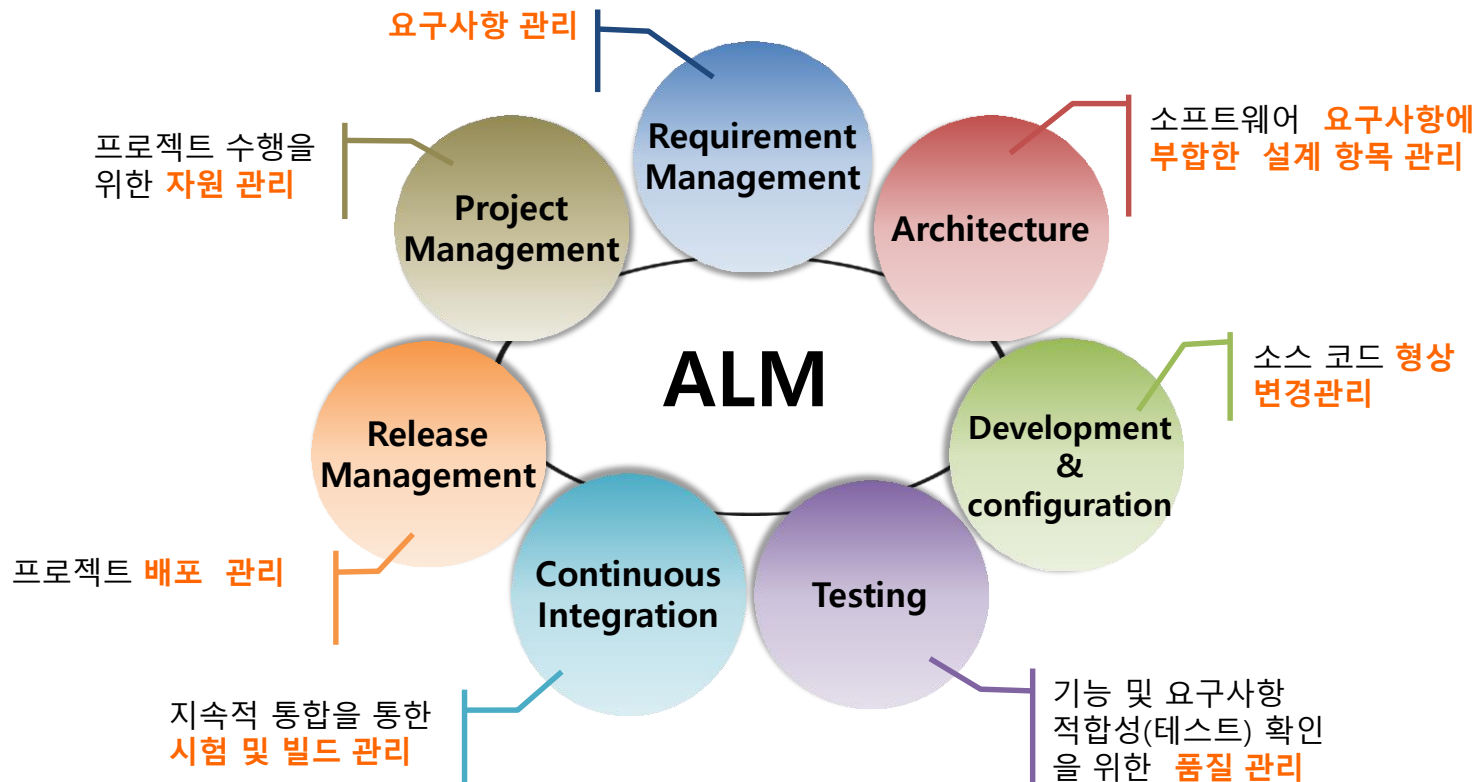 요구사항 관리
Requirement
Management
소프트웨어 요구사항에
부합한 설계 항목 관리
Architecture
프로젝트 수행을
위한 자원 관리
Project
Management
ALM
소스 코드 형상
변경관리
Development
&
configuration
Release
Management
프로젝트 배포 관리
Continuous
Integration
Testing
지속적 통합을 통한
시험 및 빌드 관리
기능 및 요구사항
적합성(테스트) 확인
을 위한 품질 관리